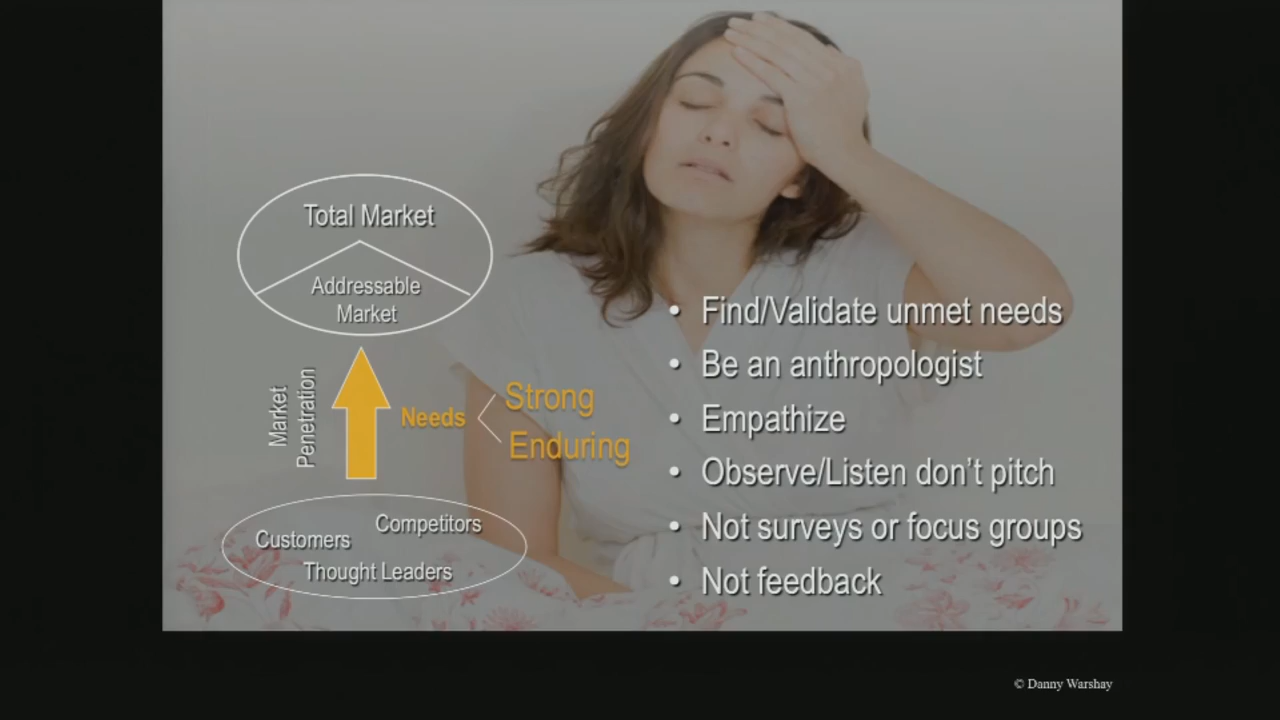 Total Market
Addressable
Market
Market
Penetration
Needs
Strong
Enduring
Customers
Competitors
Thought Leaders
• Find/Validate unmet needs
• Be an anthropologist
• Empathize
• Observe/Listen don't pitch
• Not surveys or focus groups
• Not feedback
© Danny Warshay